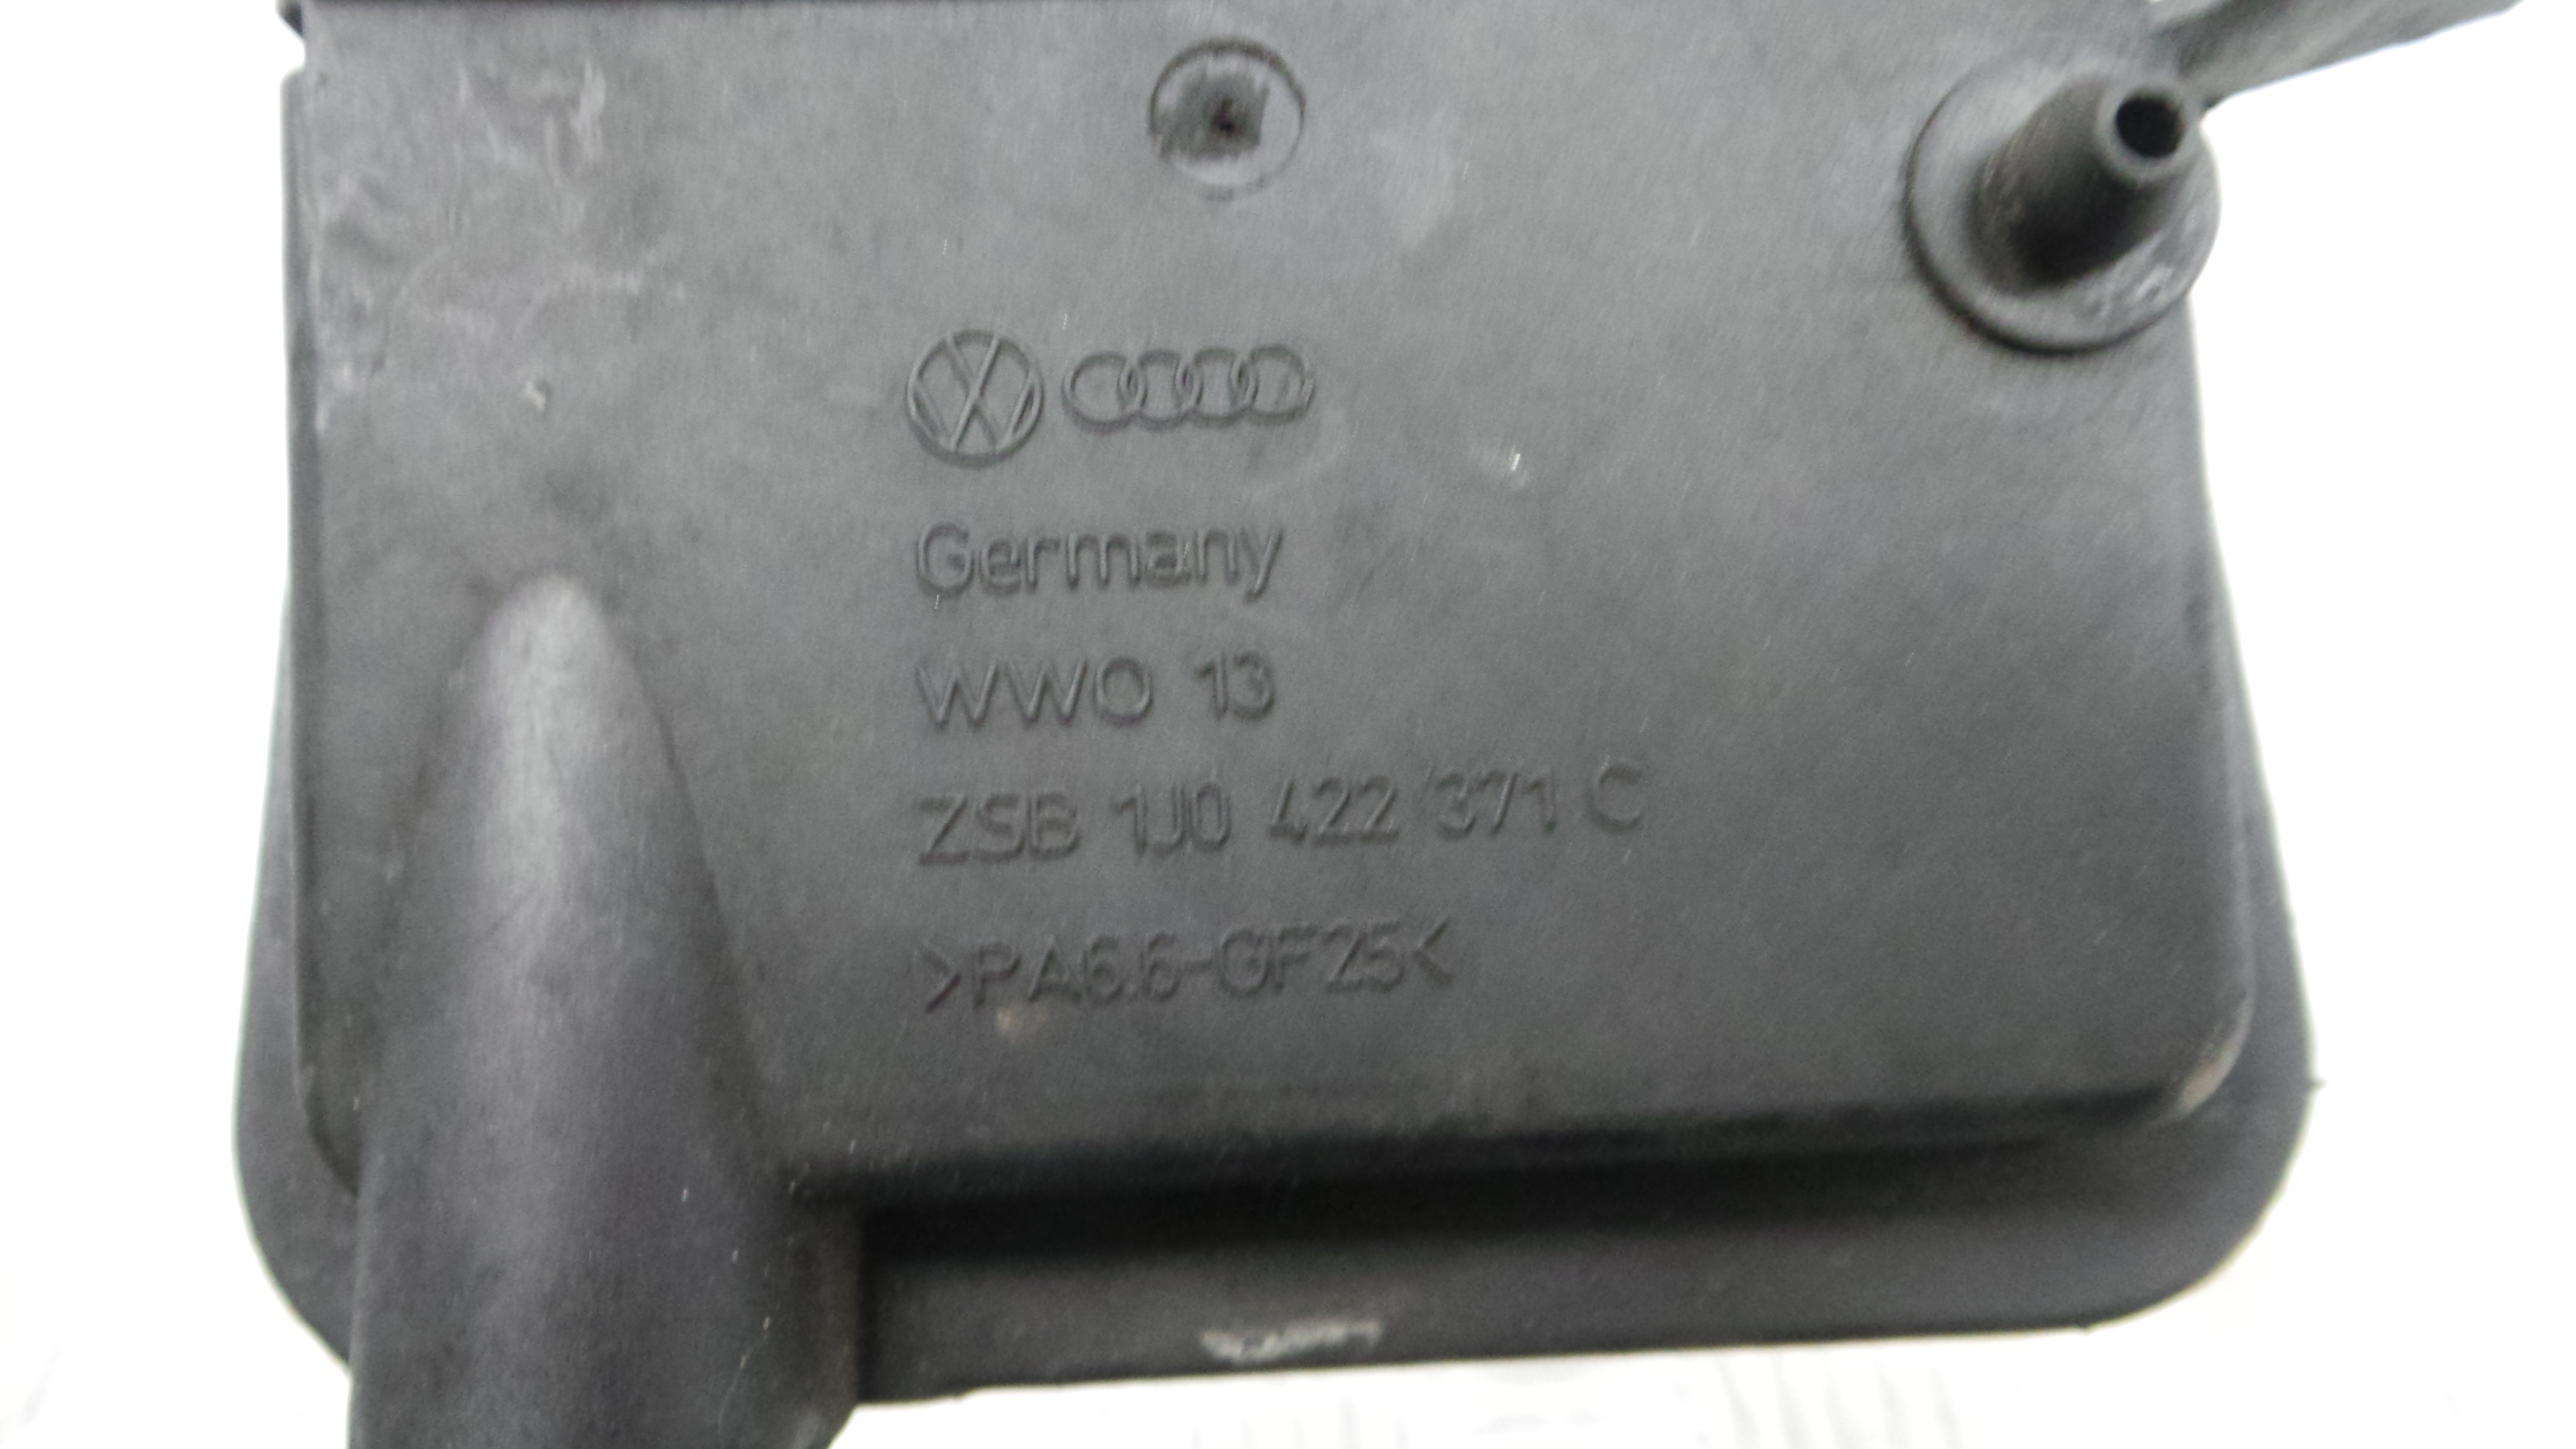 Germany
WWO 13
ZSB 1J0 422 371 C
>PA6.6-GF25<